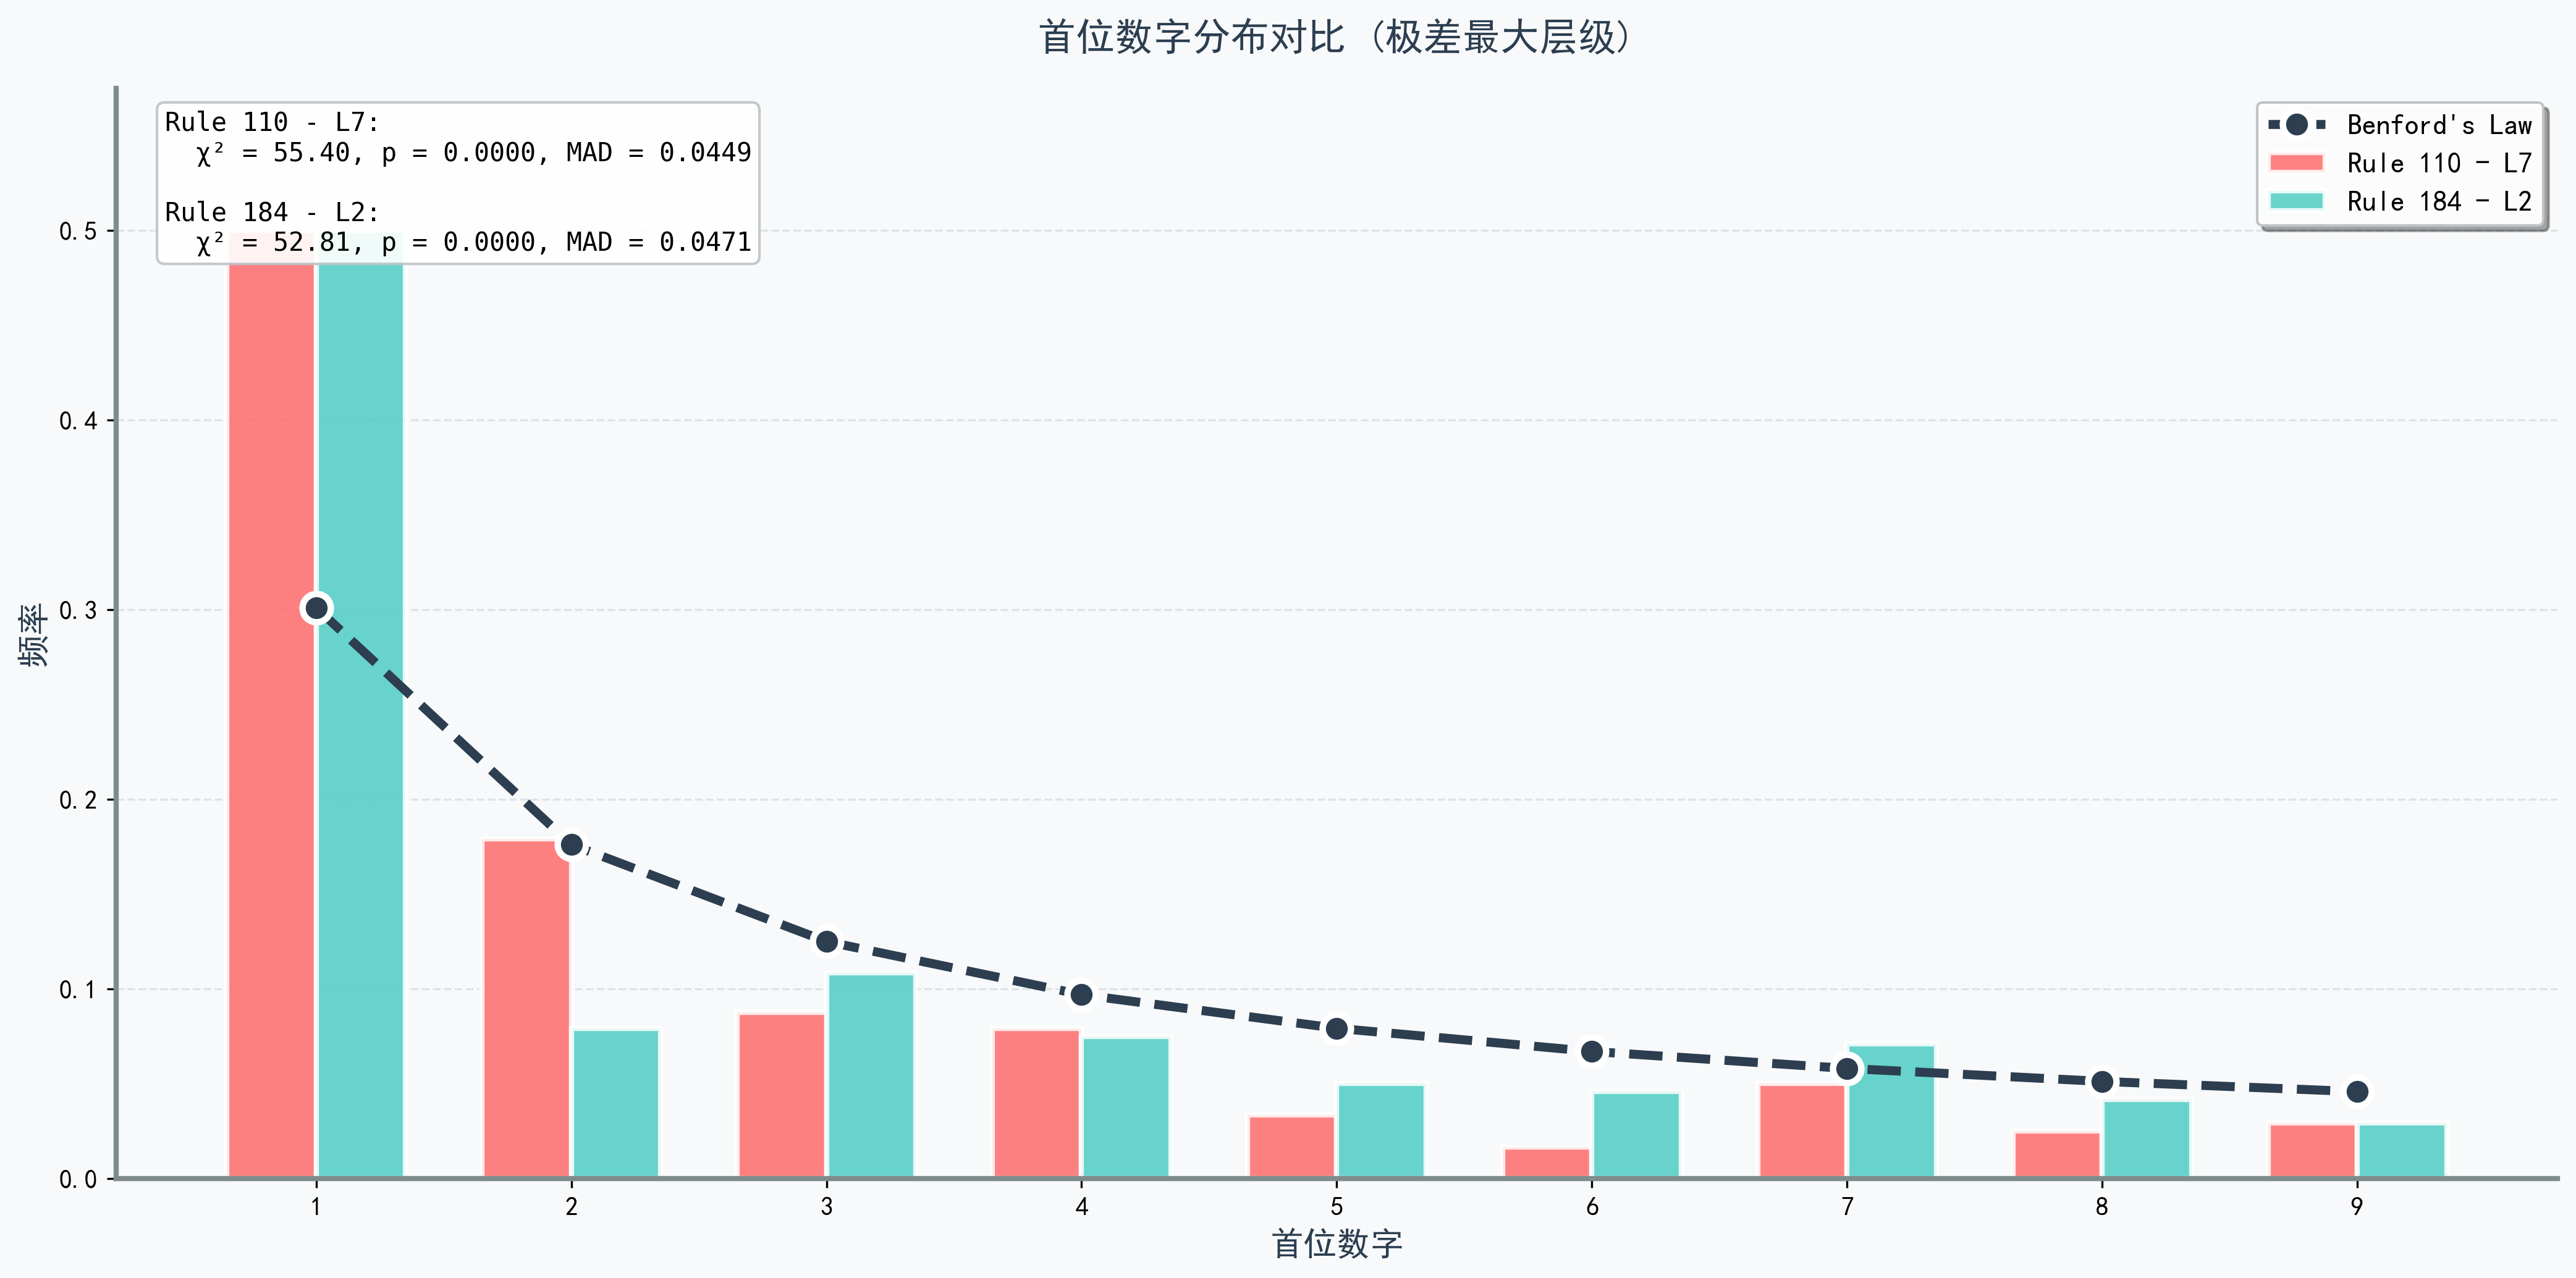 首位数字分布对比 (极差最大层级)
Rule 110 - L7:
χ² = 55.40, p = 0.0000, MAD = 0.0449
Rule 184 - L2:
χ² = 52.81, p = 0.0000, MAD = 0.0471
Benford's Law
Rule 110 - L7
Rule 184 - L2
频率
0.5
0.4
0.3
0.2
0.1
0.0
1 2 3 4 5 6 7 8 9
首位数字